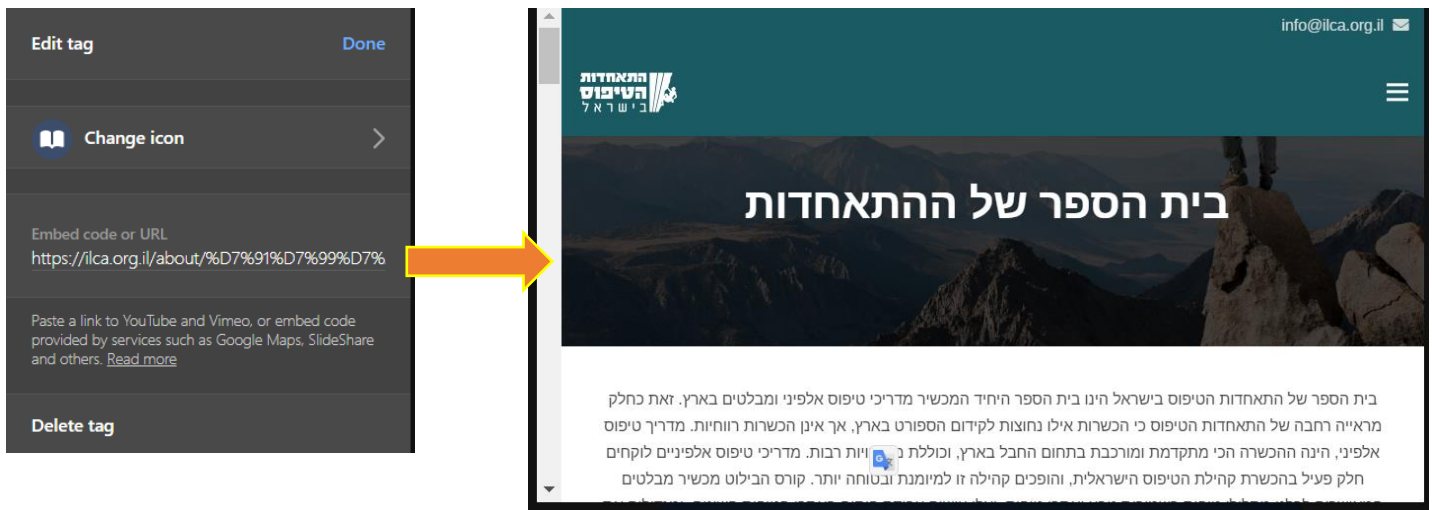 Edit tag
Done
Change icon
Embed code or URL
https://ilca.org.il/about/%D7%91%D7%99%D7%
Paste a link to YouTube and Vimeo, or embed code
provided by services such as Google Maps, SlideShare
and others. Read more
Delete tag
info@ilca.org.il
התאחדות
הטיפוס
בישראל
בית הספר של ההתאחדות
בית הספר של התאחדות הטיפוס בישראל הינו בית הספר היחיד המכשיר מדריכי טיפוס אלפיני ומבלטים בארץ. זאת כחלק
מראייה רחבה של התאחדות הטיפוס כי הכשרות אילו נחוצות לקידום הספורט בארץ, אך אינן הכשרות רווחיות. מדריך טיפוס
אלפיני, הינה ההכשרה הכי מתקדמת ומורכבת בתחום החבל בארץ, וכוללת רבות. מדריכי טיפוס אלפיניים לוקחים
חלק פעיל בהכשרת קהילת הטיפוס הישראלית, והופכים קהילה זו למיומנת ובטוחה יותר. קורס הבילוט מכשיר מבלטים